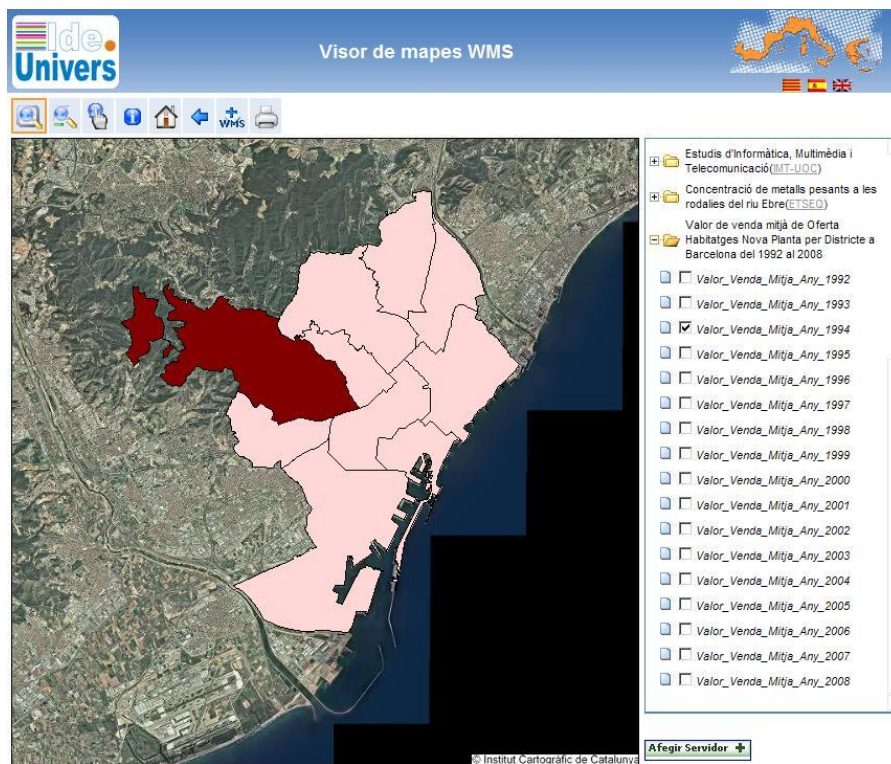 Ide
Univers
Visor de mapes WMS
WMS
Estudis d'Informàtica, Multimèdia i
Telecomunicació(IMT-UOC)
Concentració de metalls pesants a les
rodalies del riu Ebre(ETSEQ)
Valor de venda mitjà de Oferta
Habitatges Nova Planta per Districte a
Barcelona del 1992 al 2008
Valor_Venda_Mitja_Any_1992
Valor_Venda_Mitja_Any_1993
Valor_Venda_Mitja_Any_1994
Valor_Venda_Mitja_Any_1995
Valor_Venda_Mitja_Any_1996
Valor_Venda_Mitja_Any_1997
Valor_Venda_Mitja_Any_1998
Valor_Venda_Mitja_Any_1999
Valor_Venda_Mitja_Any_2000
Valor_Venda_Mitja_Any_2001
Valor_Venda_Mitja_Any_2002
Valor_Venda_Mitja_Any_2003
Valor_Venda_Mitja_Any_2004
Valor_Venda_Mitja_Any_2005
Valor_Venda_Mitja_Any_2006
Valor_Venda_Mitja_Any_2007
Valor_Venda_Mitja_Any_2008
Afegir Servidor
© Institut Cartogràfic de Catalunya